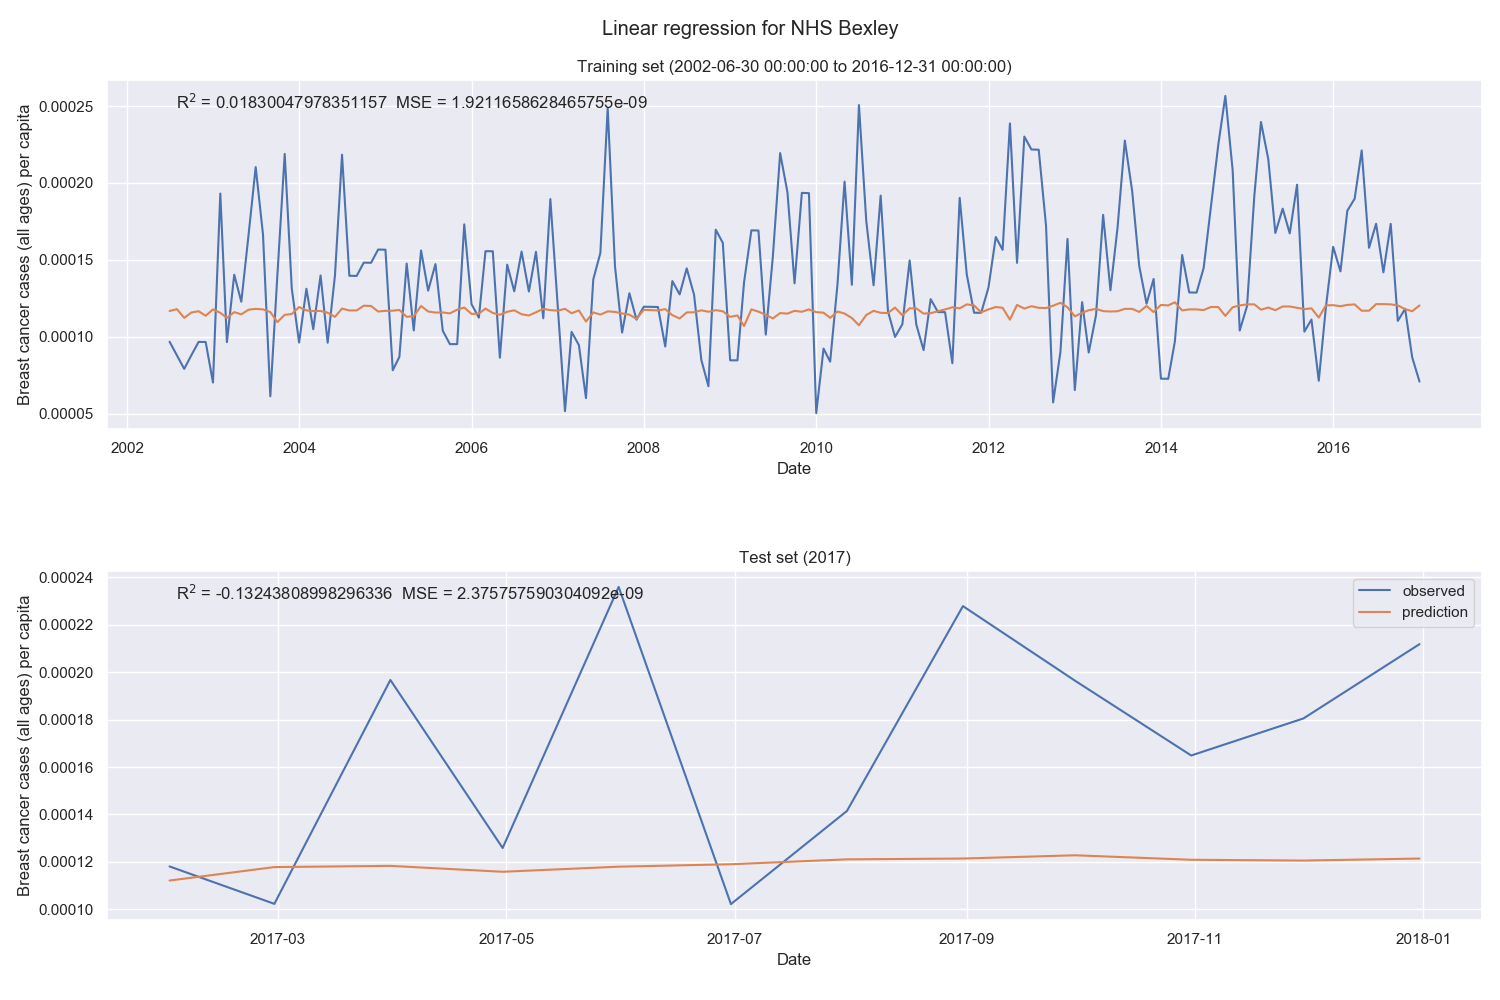 Linear regression for NHS Bexley
Training set (2002-06-30 00:00:00 to 2016-12-31 00:00:00)
R² = 0.01830047978351157  MSE = 1.9211658628465755e-09
Breast cancer cases (all ages) per capita
0.00025
0.00020
0.00015
0.00010
0.00005
2002 2004 2006 2008 2010 2012 2014 2016
Date
Test set (2017)
R² = -0.13243808998296336  MSE = 2.3757575590304092e-09
observed
prediction
Breast cancer cases (all ages) per capita
0.00024
0.00022
0.00020
0.00018
0.00016
0.00014
0.00012
0.00010
2017-03 2017-05 2017-07 2017-09 2017-11 2018-01
Date